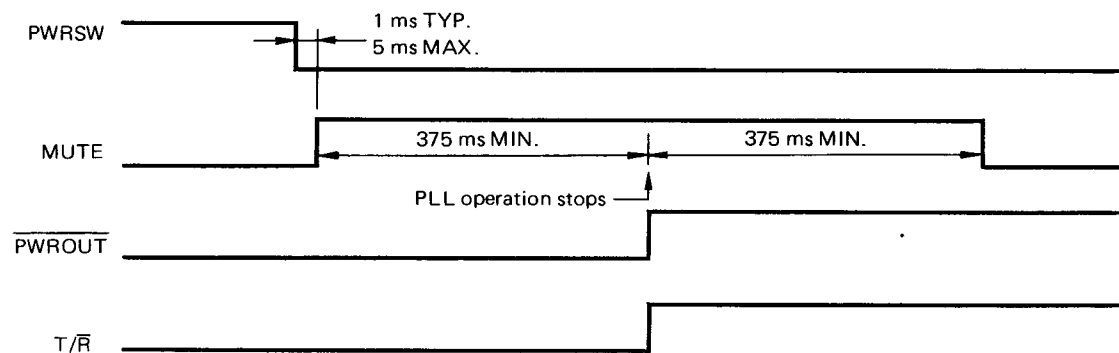 PWRSW
1 ms TYP.
5 ms MAX.
MUTE
375 ms MIN.
375 ms MIN.
PLL operation stops
PWROUT
T/R̅